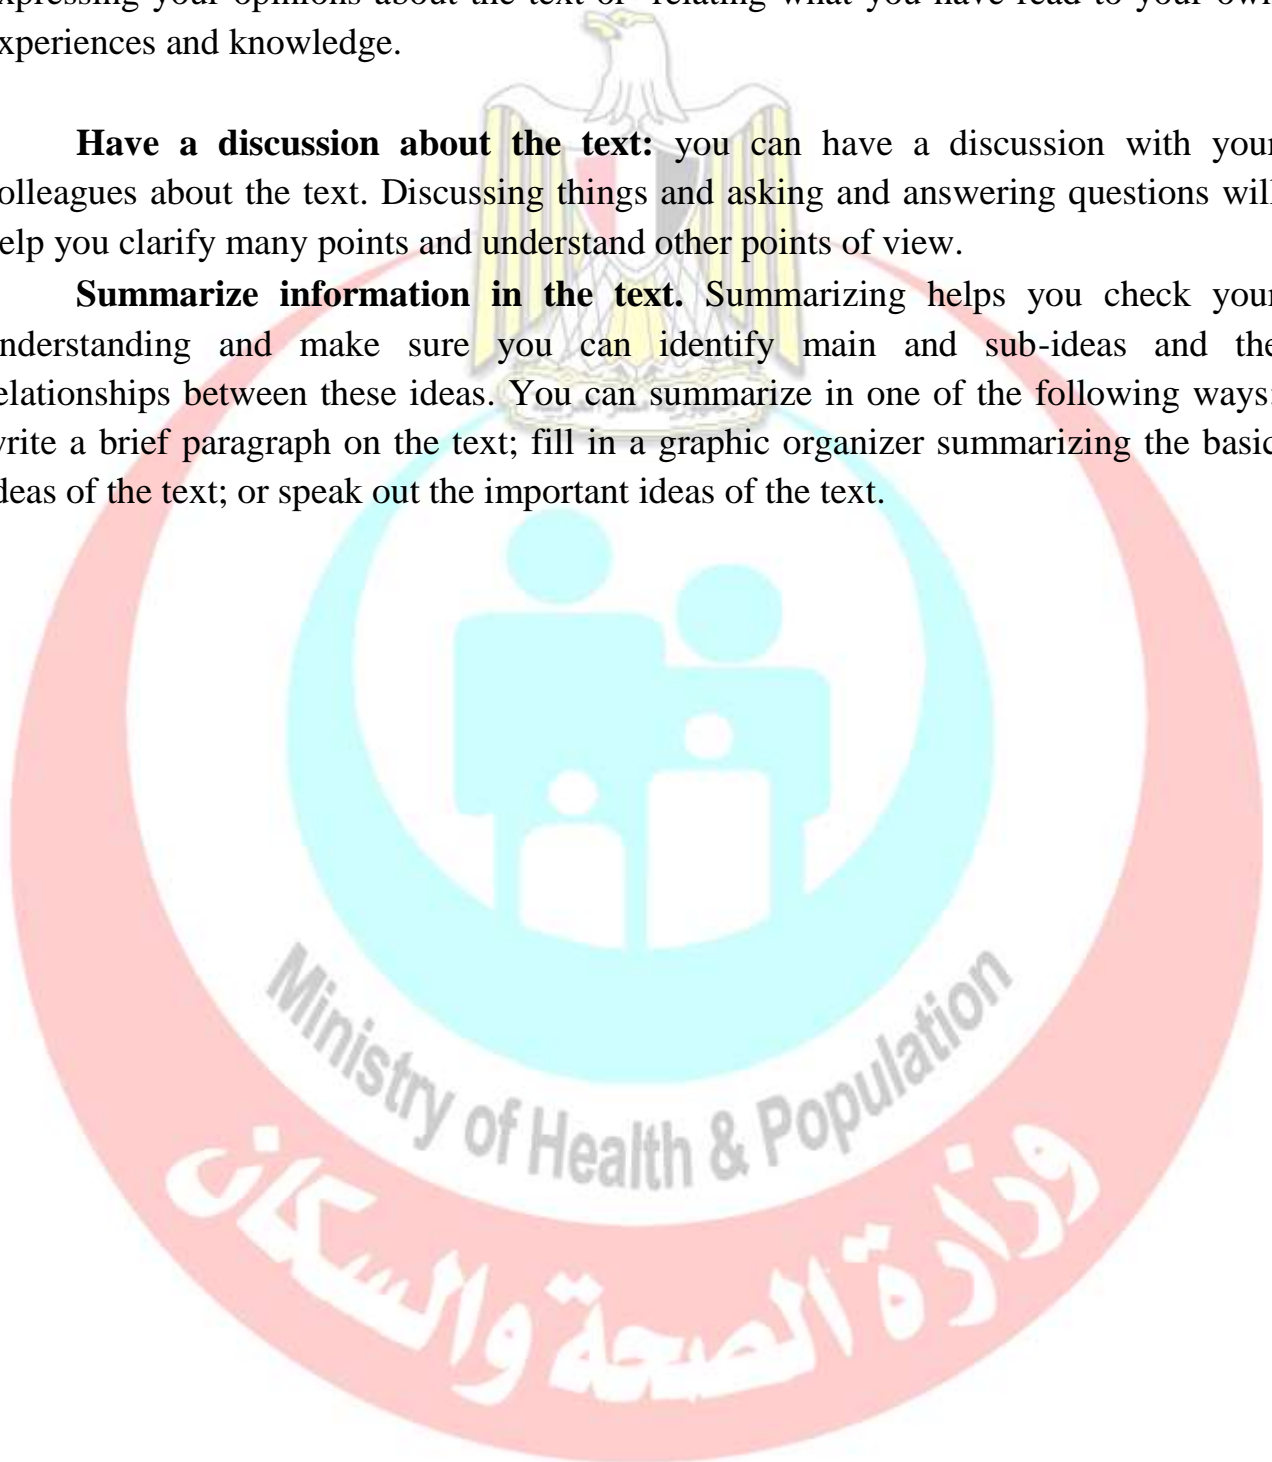 expressing your opinions about the text or relating what you have read to your own
xperiences and knowledge.
Have a discussion about the text: you can have a discussion with your
olleagues about the text. Discussing things and asking and answering questions will
elp you clarify many points and understand other points of view.
Summarize information in the text. Summarizing helps you check your
nderstanding and make sure you can identify main and sub-ideas and the
elationships between these ideas. You can summarize in one of the following ways:
write a brief paragraph on the text; fill in a graphic organizer summarizing the basic
deas of the text; or speak out the important ideas of the text.
Ministry of Health & Population
وزارة الصحة والسكان